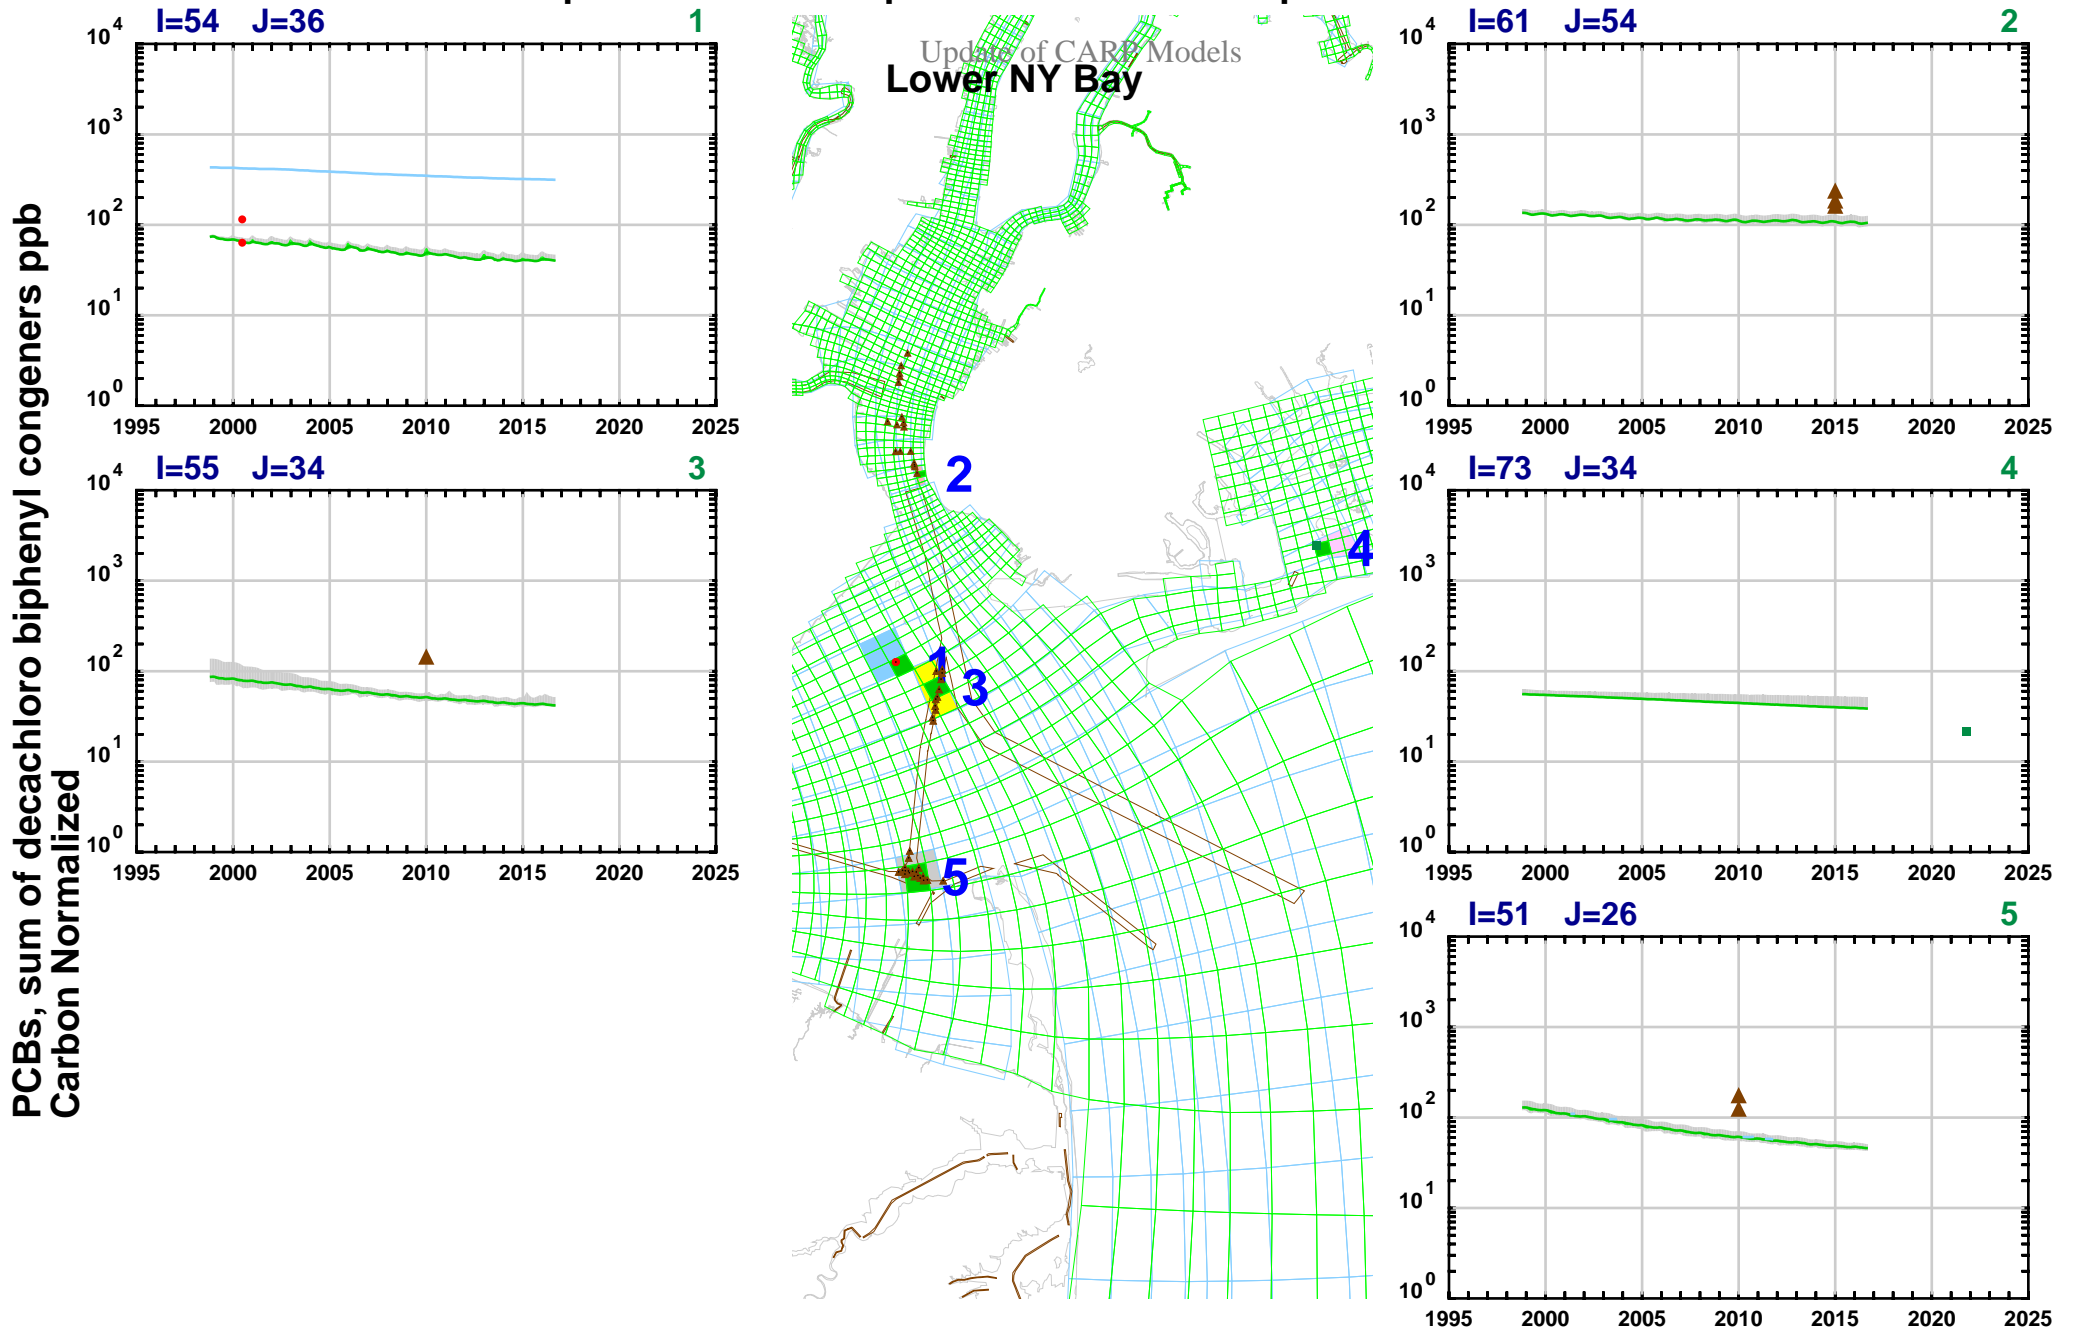 Update of CARP Models
Lower NY Bay
PCBs, sum of decachloro biphenyl congeners ppb
Carbon Normalized
I=54 J=36 1
10^4
10^3
10^2
10^1
10^0
1995 2000 2005 2010 2015 2020 2025
I=61 J=54 2
10^4
10^3
10^2
10^1
10^0
1995 2000 2005 2010 2015 2020 2025
I=55 J=34 3
10^4
10^3
10^2
10^1
10^0
1995 2000 2005 2010 2015 2020 2025
I=73 J=34 4
10^4
10^3
10^2
10^1
10^0
1995 2000 2005 2010 2015 2020 2025
I=51 J=26 5
10^4
10^3
10^2
10^1
10^0
1995 2000 2005 2010 2015 2020 2025
2
4
1
3
5